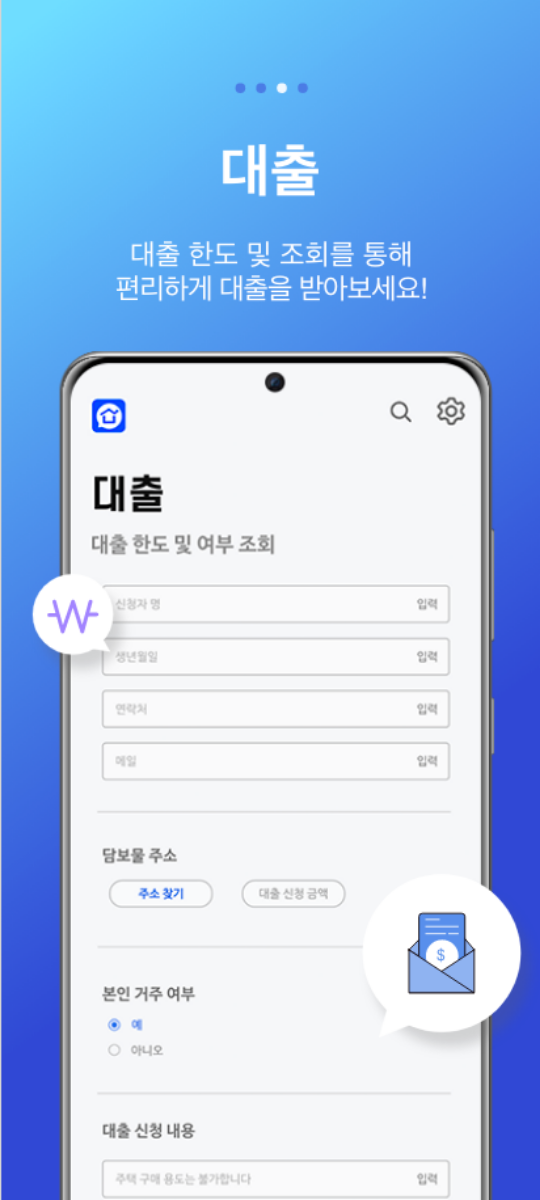 대출
대출 한도 및 조회를 통해
편리하게 대출을 받아보세요!
대출
대출 한도 및 여부 조회
신청자 명 입력
생년월일 입력
연락처 입력
메일 입력
담보물 주소
주소 찾기 대출 신청 금액
본인 거주 여부
예
아니오
대출 신청 내용
주택 구매 용도는 불가합니다 입력